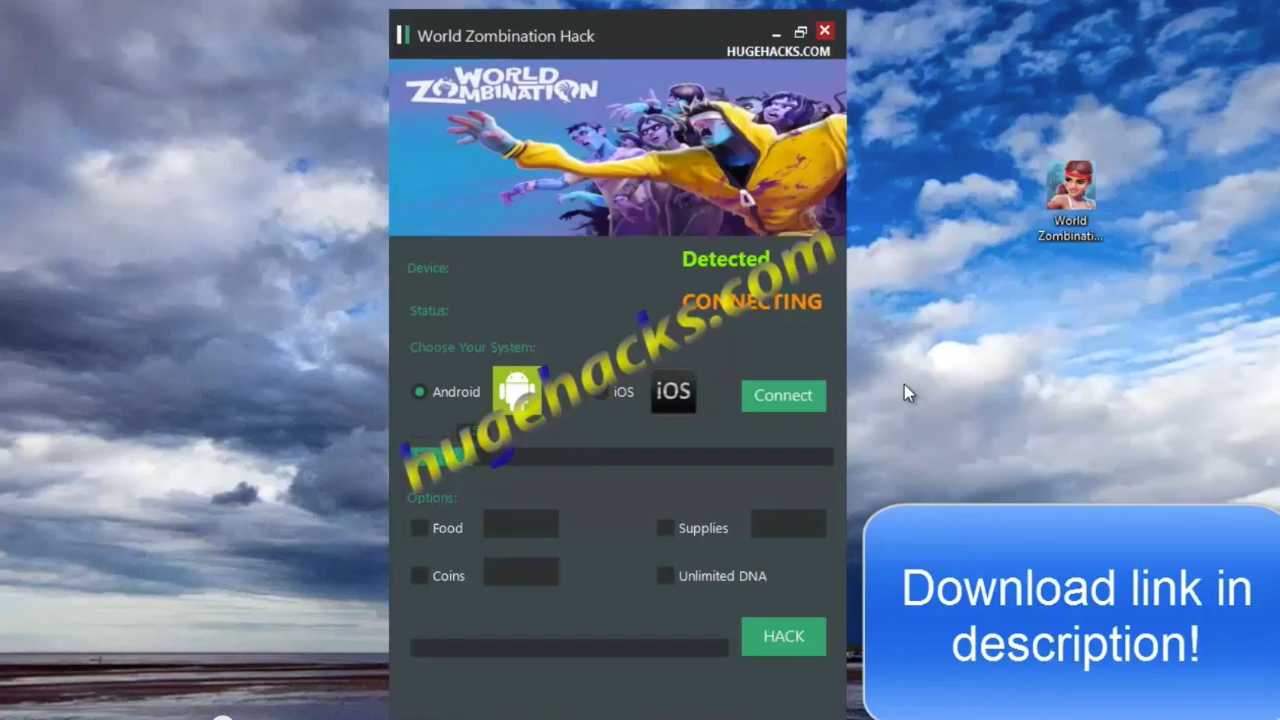 World Zombination Hack
HUGEHACKS.COM
WORLD
ZOMBINATION
World
Zombinati...
Device:
Detected
Status:
CONNECTING
Choose Your System:
Android
iOS
iOS
Connect
hugehacks.com
Options:
Food
Supplies
Coins
Unlimited DNA
HACK
Download link in
description!